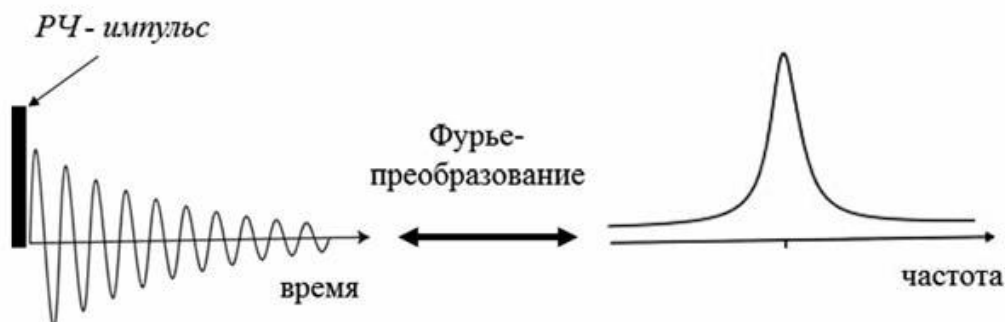 РЧ - импульс
Фурье-
преобразование
время
частота